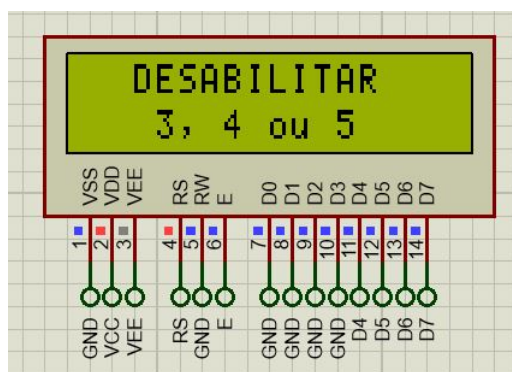 DESABILITAR
3, 4 ou 5
VSS VDD VEE RS RW E D0 D1 D2 D3 D4 D5 D6 D7
1 2 3 4 5 6 7 8 9 10 11 12 13 14
GND VCC VEE RS GND E GND GND GND GND D4 D5 D6 D7